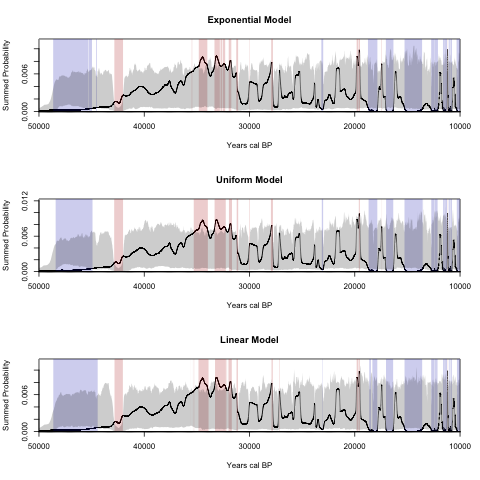 Exponential Model
Summed Probability
0.006
0.000
50000 40000 30000 20000 10000
Years cal BP
Uniform Model
Summed Probability
0.012
0.006
0.000
50000 40000 30000 20000 10000
Years cal BP
Linear Model
Summed Probability
0.006
0.000
50000 40000 30000 20000 10000
Years cal BP